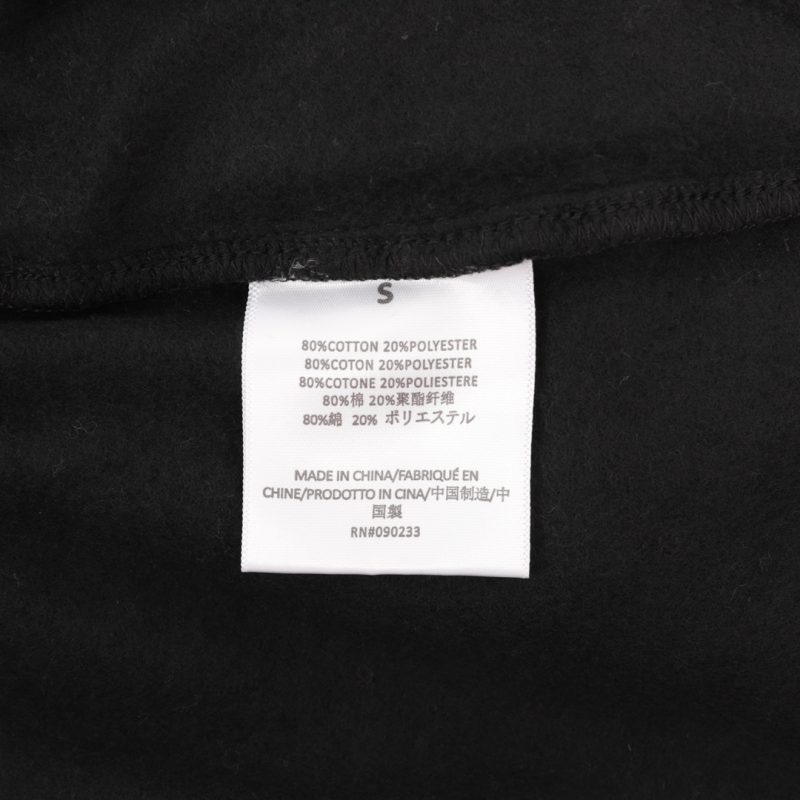 S
80%COTTON 20%POLYESTER
80%COTON 20%POLYESTER
80%COTONE 20%POLIESTERE
80%棉 20%聚酯纤维
80%綿 20% ポリエステル
MADE IN CHINA/FABRIQUÉ EN
CHINE/PRODOTTO IN CINA/中国制造/中
国製
RN#090233